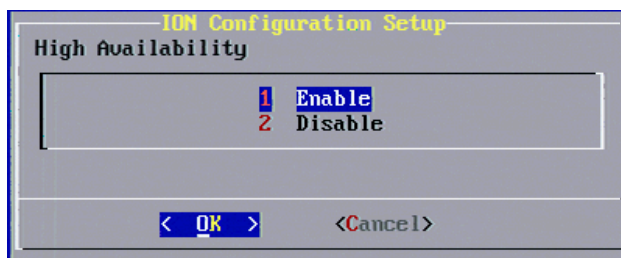 ION Configuration Setup
High Availability
1 Enable
2 Disable
< OK > <Cancel>